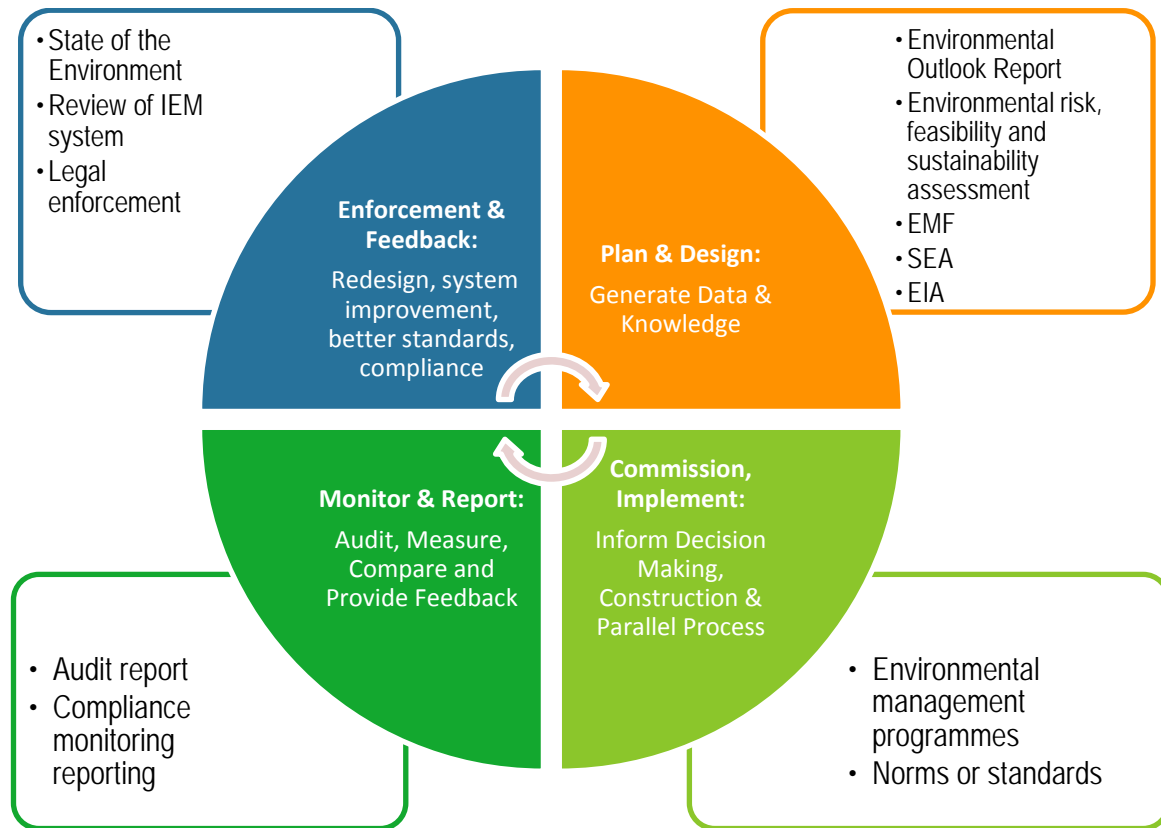 • State of the
Environment
• Review of IEM
system
• Legal
enforcement
• Environmental
Outlook Report
• Environmental risk,
feasibility and
sustainability
assessment
• EMF
• SEA
• EIA
Enforcement &
Feedback:
Redesign, system
improvement,
better standards,
compliance
Plan & Design:
Generate Data &
Knowledge
Monitor & Report:
Audit, Measure,
Compare and
Provide Feedback
Commission,
Implement:
Inform Decision
Making,
Construction &
Parallel Process
• Audit report
• Compliance
monitoring
reporting
• Environmental
management
programmes
• Norms or standards